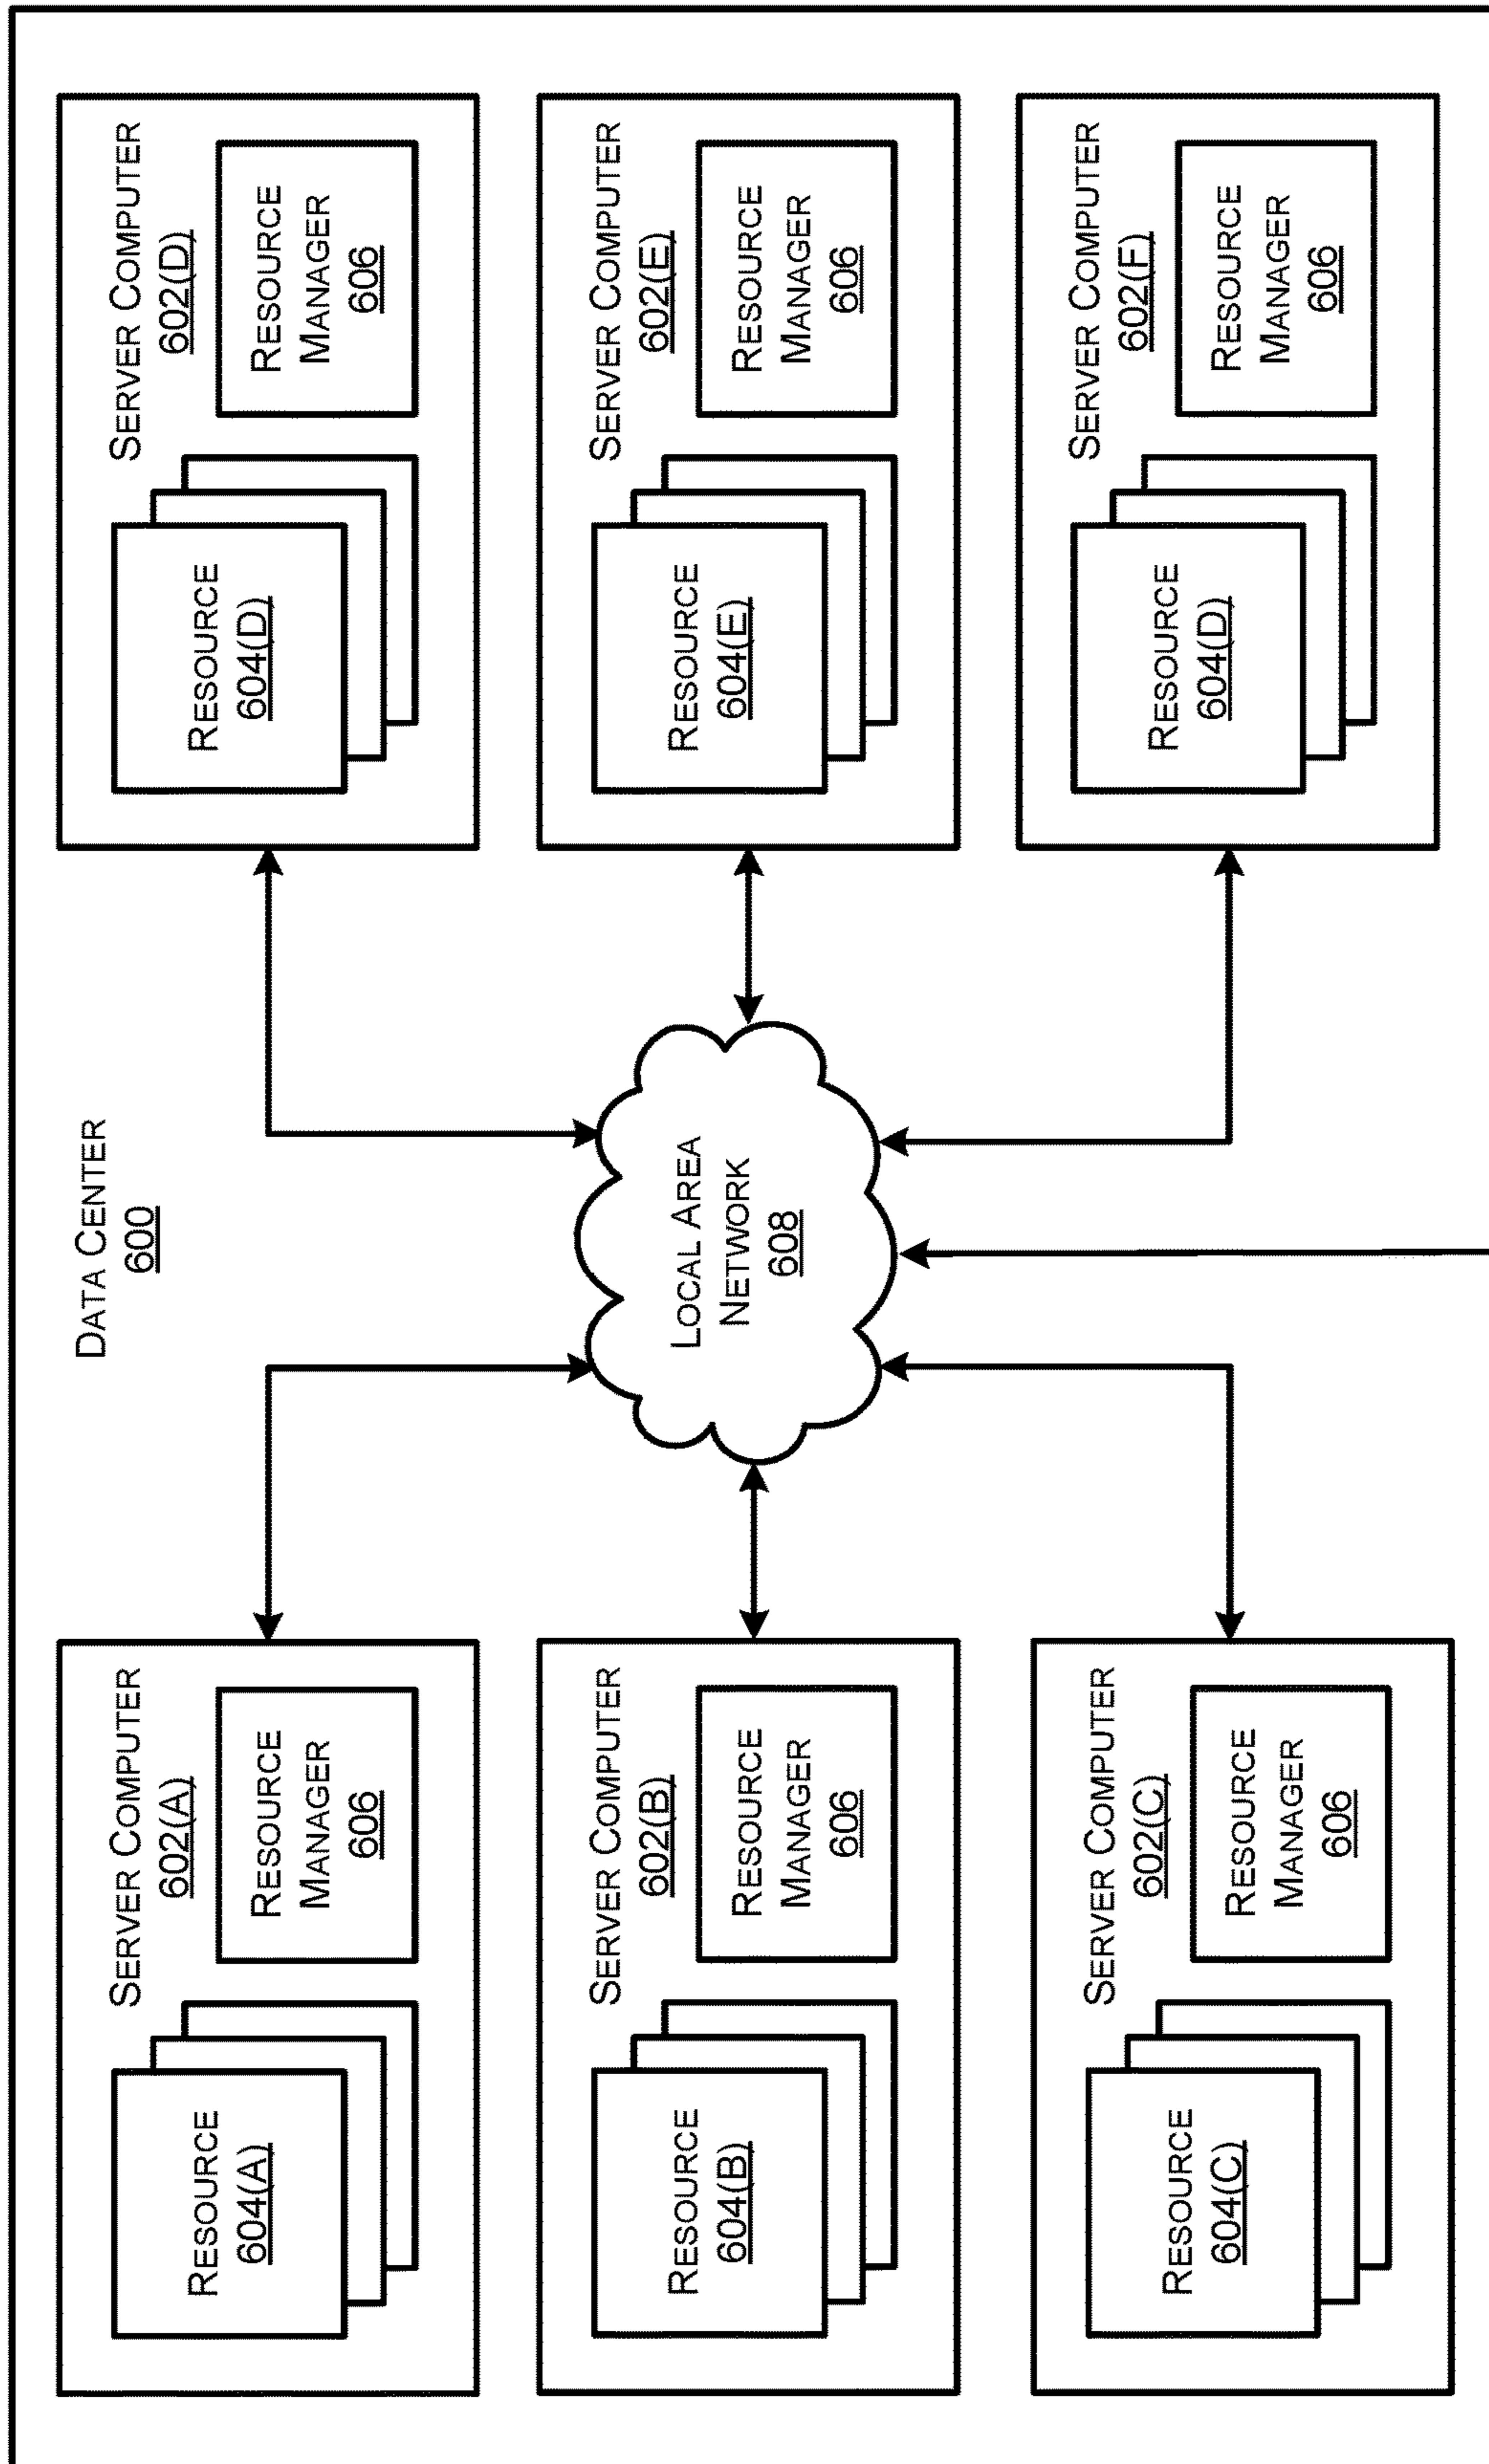 DATA CENTER
600
SERVER COMPUTER
602(A)
RESOURCE
604(A)
RESOURCE
MANAGER
606
SERVER COMPUTER
602(B)
RESOURCE
604(B)
RESOURCE
MANAGER
606
SERVER COMPUTER
602(C)
RESOURCE
604(C)
RESOURCE
MANAGER
606
LOCAL AREA
NETWORK
608
SERVER COMPUTER
602(D)
RESOURCE
604(D)
RESOURCE
MANAGER
606
SERVER COMPUTER
602(E)
RESOURCE
604(E)
RESOURCE
MANAGER
606
SERVER COMPUTER
602(F)
RESOURCE
604(D)
RESOURCE
MANAGER
606